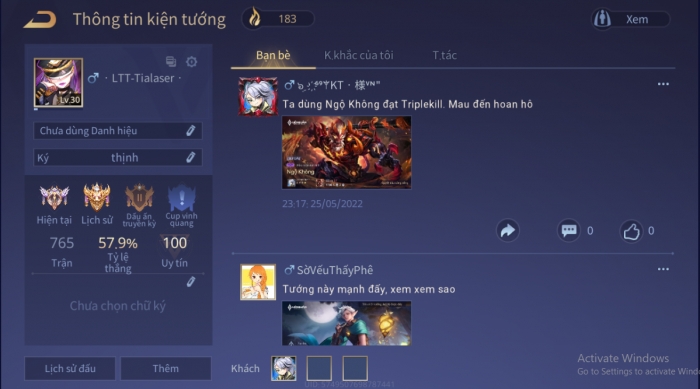 Thông tin kiện tướng
183
Xem
· LTT-Tialaser ·
Lv.30
Chưa dùng Danh hiệu
Ký thịnh
Hiện tại
Lịch sử
Dấu ấn truyền kỳ
Cup vinh quang
765
57.9%
100
Trận
Tỷ lệ thắng
Uy tín
Chưa chọn chữ ký
Lịch sử đấu
Thêm
Bạn bè
K.khắc của tôi
T.tác
KT · 様ᵛᴺ"
Ta dùng Ngộ Không đạt Triplekill. Mau đến hoan hô
Ngộ Không
23:17: 25/05/2022
0
0
SờVếuThấyPhê
Tướng này mạnh đấy, xem xem sao
Khách
Activate Windows
Go to Settings to activate Wind